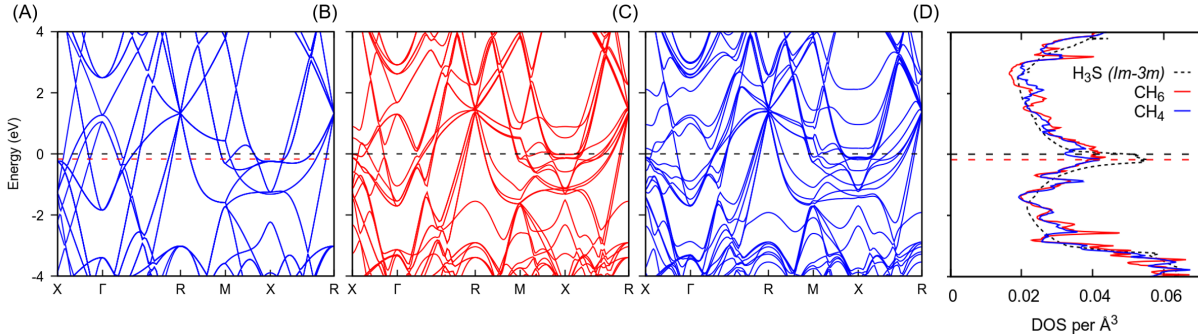 (A) (B) (C) (D)
4
2
0
-2
-4
Energy (eV)
X Γ R M X R
X Γ R M X R
X Γ R M X R
H₃S (Im-3m)
CH₆
CH₄
0 0.02 0.04 0.06
DOS per Å³